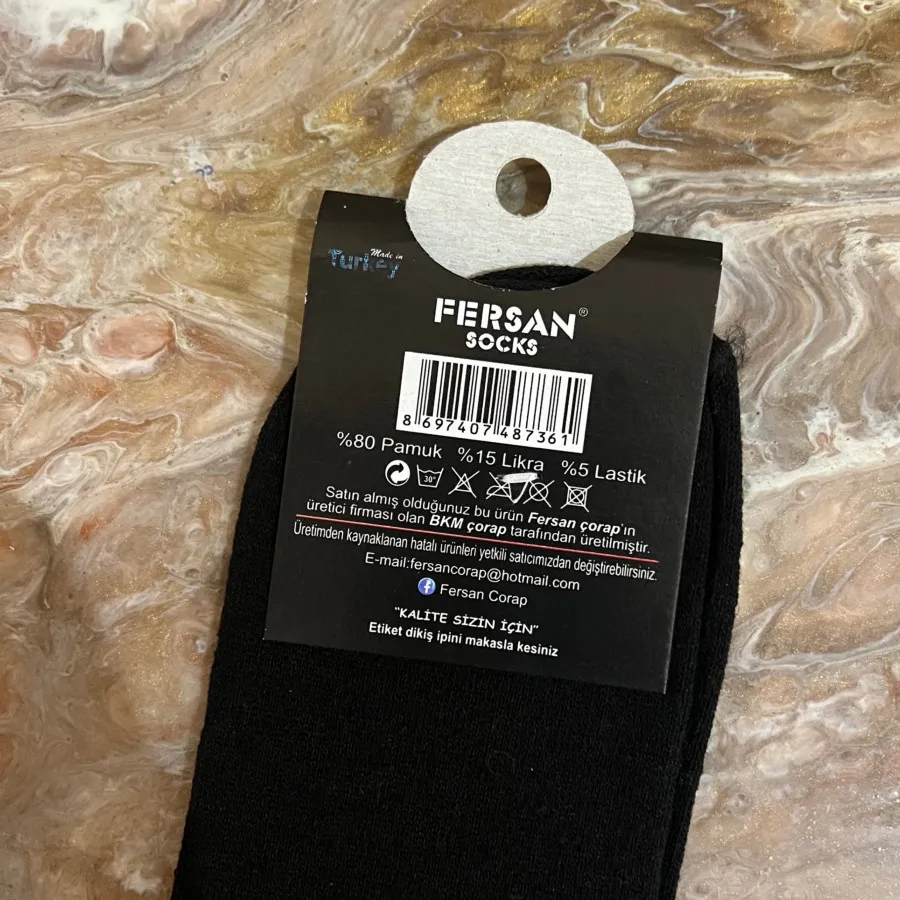 Made in
Turkey
FERSAN®
SOCKS
8 697407 487361
%80 Pamuk %15 Likra %5 Lastik
30°
Satın almış olduğunuz bu ürün Fersan çorap'ın
üretici firması olan BKM çorap tarafından üretilmiştir.
Üretimden kaynaklanan hatalı ürünleri yetkili satıcımızdan değiştirebilirsiniz.
E-mail:fersancorap@hotmail.com
f Fersan Corap
"KALİTE SİZİN İÇİN"
Etiket dikiş ipini makasla kesiniz